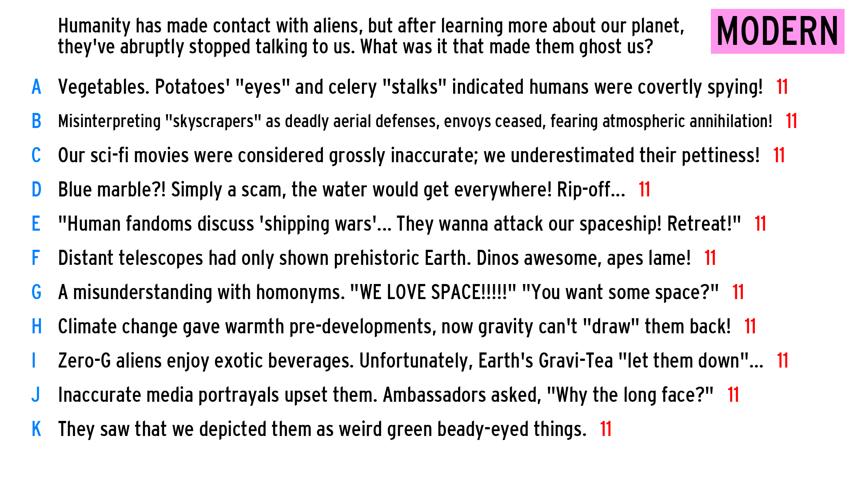 Humanity has made contact with aliens, but after learning more about our planet,
they've abruptly stopped talking to us. What was it that made them ghost us?
MODERN
A Vegetables. Potatoes' "eyes" and celery "stalks" indicated humans were covertly spying! 11
B Misinterpreting "skyscrapers" as deadly aerial defenses, envoys ceased, fearing atmospheric annihilation! 11
C Our sci-fi movies were considered grossly inaccurate; we underestimated their pettiness! 11
D Blue marble?! Simply a scam, the water would get everywhere! Rip-off... 11
E "Human fandoms discuss 'shipping wars'... They wanna attack our spaceship! Retreat!" 11
F Distant telescopes had only shown prehistoric Earth. Dinos awesome, apes lame! 11
G A misunderstanding with homonyms. "WE LOVE SPACE!!!!!" "You want some space?" 11
H Climate change gave warmth pre-developments, now gravity can't "draw" them back! 11
I Zero-G aliens enjoy exotic beverages. Unfortunately, Earth's Gravi-Tea "let them down"... 11
J Inaccurate media portrayals upset them. Ambassadors asked, "Why the long face?" 11
K They saw that we depicted them as weird green beady-eyed things. 11